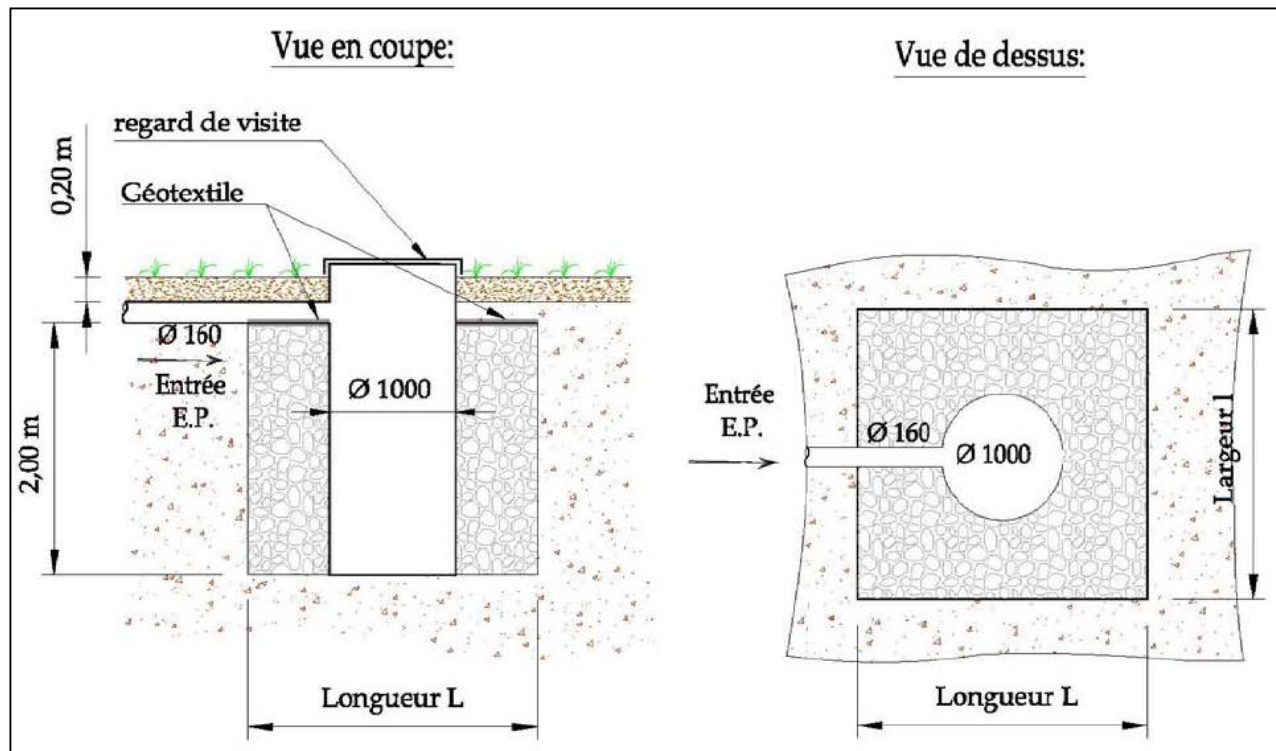 Vue en coupe:
Vue de dessus:
regard de visite
0,20 m
Géotextile
Ø 160
Entrée
E.P.
Ø 1000
2,00 m
Longueur L
Entrée
E.P.
Ø 160
Ø 1000
Largeur l
Longueur L